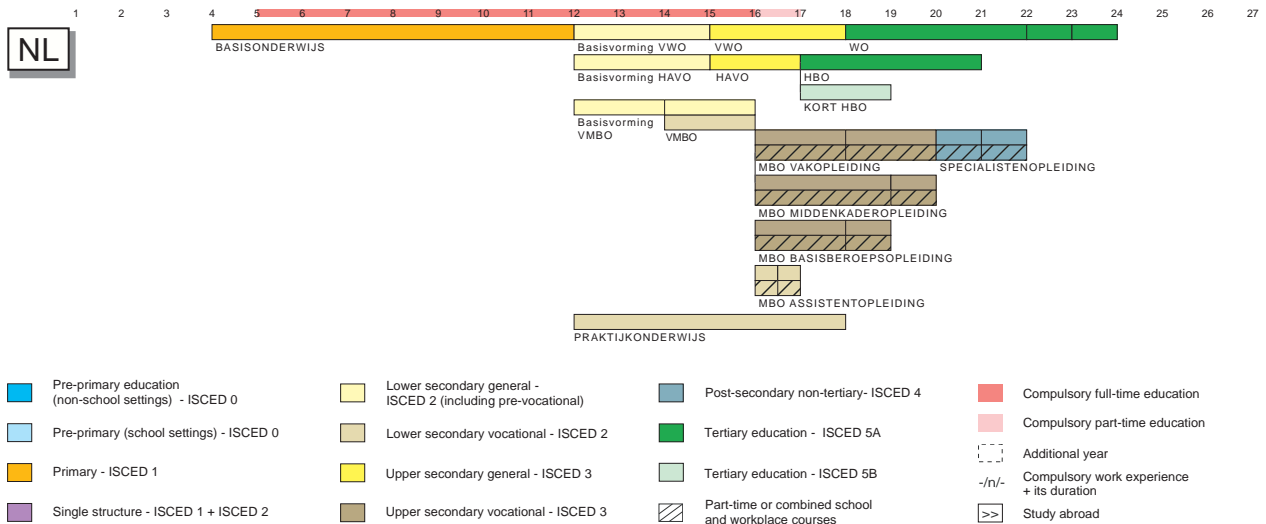 1 2 3 4 5 6 7 8 9 10 11 12 13 14 15 16 17 18 19 20 21 22 23 24 25 26 27
NL
BASISONDERWIJS
Basisvorming VWO
VWO
WO
Basisvorming HAVO
HAVO
HBO
KORT HBO
Basisvorming
VMBO
VMBO
MBO VAKOPLEIDING
SPECIALISTENOPLEIDING
MBO MIDDENKADEROPLEIDING
MBO BASISBEROEPSOPLEIDING
MBO ASSISTENTOPLEIDING
PRAKTIJKONDERWIJS
Pre-primary education
(non-school settings) - ISCED 0
Pre-primary (school settings) - ISCED 0
Primary - ISCED 1
Single structure - ISCED 1 + ISCED 2
Lower secondary general -
ISCED 2 (including pre-vocational)
Lower secondary vocational - ISCED 2
Upper secondary general - ISCED 3
Upper secondary vocational - ISCED 3
Post-secondary non-tertiary- ISCED 4
Tertiary education - ISCED 5A
Tertiary education - ISCED 5B
Part-time or combined school
and workplace courses
Compulsory full-time education
Compulsory part-time education
Additional year
-/n/- Compulsory work experience
+ its duration
>> Study abroad